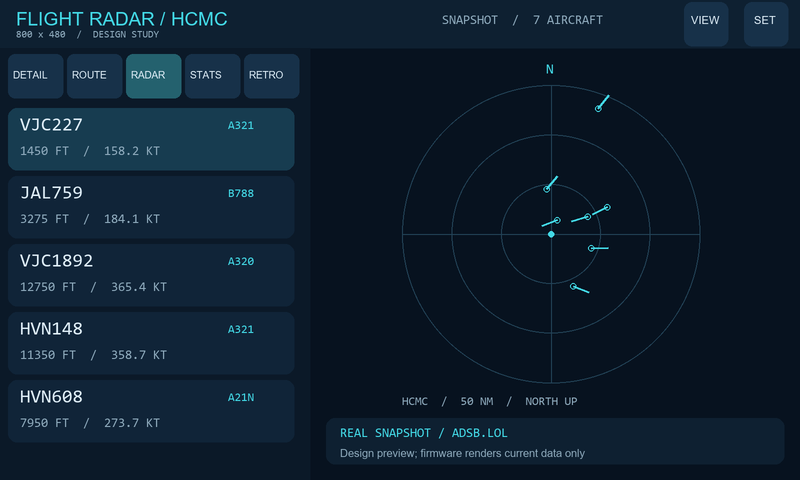 FLIGHT RADAR / HCMC
800 x 480 / DESIGN STUDY
SNAPSHOT / 7 AIRCRAFT
VIEW
SET
DETAIL
ROUTE
RADAR
STATS
RETRO
VJC227
A321
1450 FT / 158.2 KT
JAL759
B788
3275 FT / 184.1 KT
VJC1892
A320
12750 FT / 365.4 KT
HVN148
A321
11350 FT / 358.7 KT
HVN608
A21N
7950 FT / 273.7 KT
N
HCMC / 50 NM / NORTH UP
REAL SNAPSHOT / ADSB.LOL
Design preview; firmware renders current data only